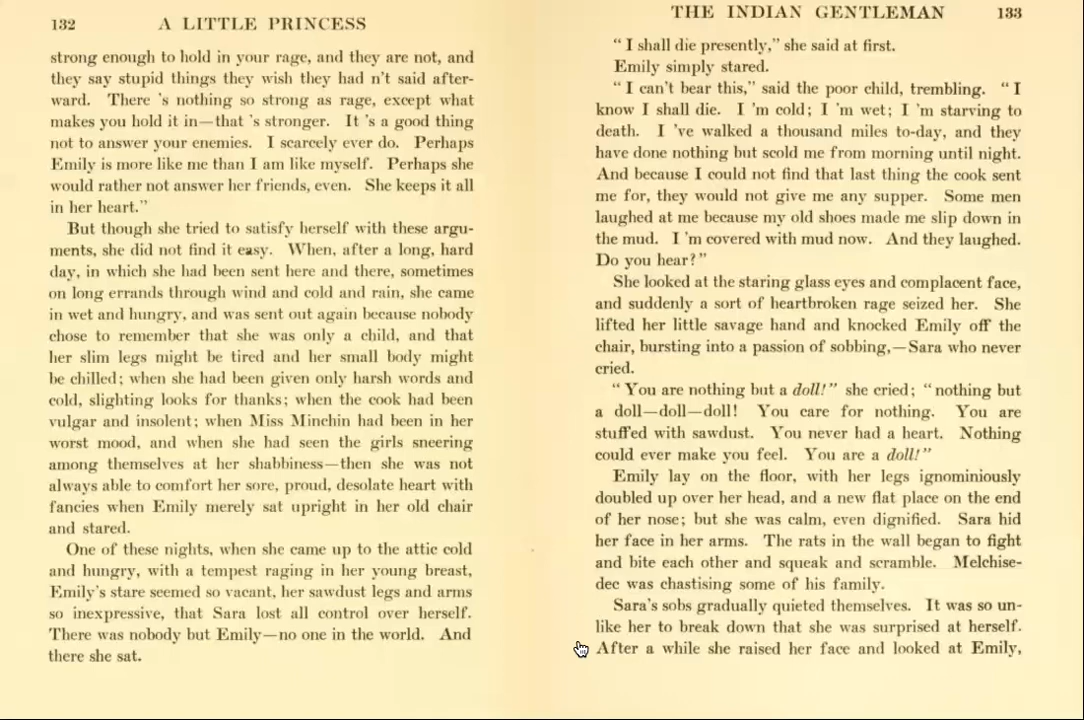 132 A LITTLE PRINCESS
strong enough to hold in your rage, and they are not, and
they say stupid things they wish they had n't said after-
ward. There 's nothing so strong as rage, except what
makes you hold it in—that 's stronger. It 's a good thing
not to answer your enemies. I scarcely ever do. Perhaps
Emily is more like me than I am like myself. Perhaps she
would rather not answer her friends, even. She keeps it all
in her heart."
But though she tried to satisfy herself with these argu-
ments, she did not find it easy. When, after a long, hard
day, in which she had been sent here and there, sometimes
on long errands through wind and cold and rain, she came
in wet and hungry, and was sent out again because nobody
chose to remember that she was only a child, and that
her slim legs might be tired and her small body might
be chilled; when she had been given only harsh words and
cold, slighting looks for thanks; when the cook had been
vulgar and insolent; when Miss Minchin had been in her
worst mood, and when she had seen the girls sneering
among themselves at her shabbiness—then she was not
always able to comfort her sore, proud, desolate heart with
fancies when Emily merely sat upright in her old chair
and stared.
One of these nights, when she came up to the attic cold
and hungry, with a tempest raging in her young breast,
Emily's stare seemed so vacant, her sawdust legs and arms
so inexpressive, that Sara lost all control over herself.
There was nobody but Emily—no one in the world. And
there she sat.
THE INDIAN GENTLEMAN 133
" I shall die presently," she said at first.
Emily simply stared.
" I can't bear this," said the poor child, trembling. " I
know I shall die. I 'm cold; I 'm wet; I 'm starving to
death. I 've walked a thousand miles to-day, and they
have done nothing but scold me from morning until night.
And because I could not find that last thing the cook sent
me for, they would not give me any supper. Some men
laughed at me because my old shoes made me slip down in
the mud. I 'm covered with mud now. And they laughed.
Do you hear?"
She looked at the staring glass eyes and complacent face,
and suddenly a sort of heartbroken rage seized her. She
lifted her little savage hand and knocked Emily off the
chair, bursting into a passion of sobbing,—Sara who never
cried.
" You are nothing but a doll!" she cried; " nothing but
a doll—doll—doll! You care for nothing. You are
stuffed with sawdust. You never had a heart. Nothing
could ever make you feel. You are a doll!"
Emily lay on the floor, with her legs ignominiously
doubled up over her head, and a new flat place on the end
of her nose; but she was calm, even dignified. Sara hid
her face in her arms. The rats in the wall began to fight
and bite each other and squeak and scramble. Melchise-
dec was chastising some of his family.
Sara's sobs gradually quieted themselves. It was so un-
like her to break down that she was surprised at herself.
After a while she raised her face and looked at Emily,